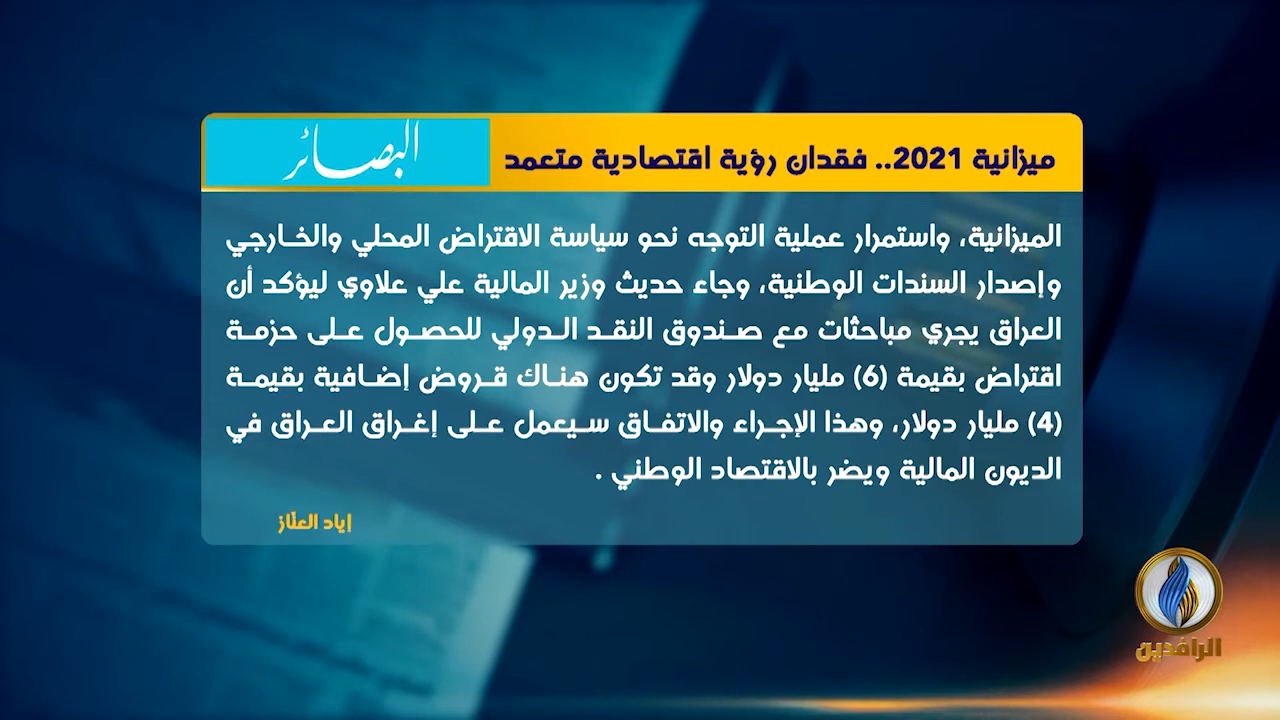 ميزانية 2021.. فقدان رؤية اقتصادية متعمد
البصائر
الميزانية، واستمرار عملية التوجه نحو سياسة الاقتراض المحلي والخارجي
وإصدار السندات الوطنية، وجاء حديث وزير المالية علي علاوي ليؤكد أن
العراق يجري مباحثات مع صندوق النقد الدولي للحصول على حزمة
اقتراض بقيمة (6) مليار دولار وقد تكون هناك قروض إضافية بقيمة
(4) مليار دولار، وهذا الإجراء والاتفاق سيعمل على إغراق العراق في
الديون المالية ويضر بالاقتصاد الوطني .
إياد العنّاز
الرافدين